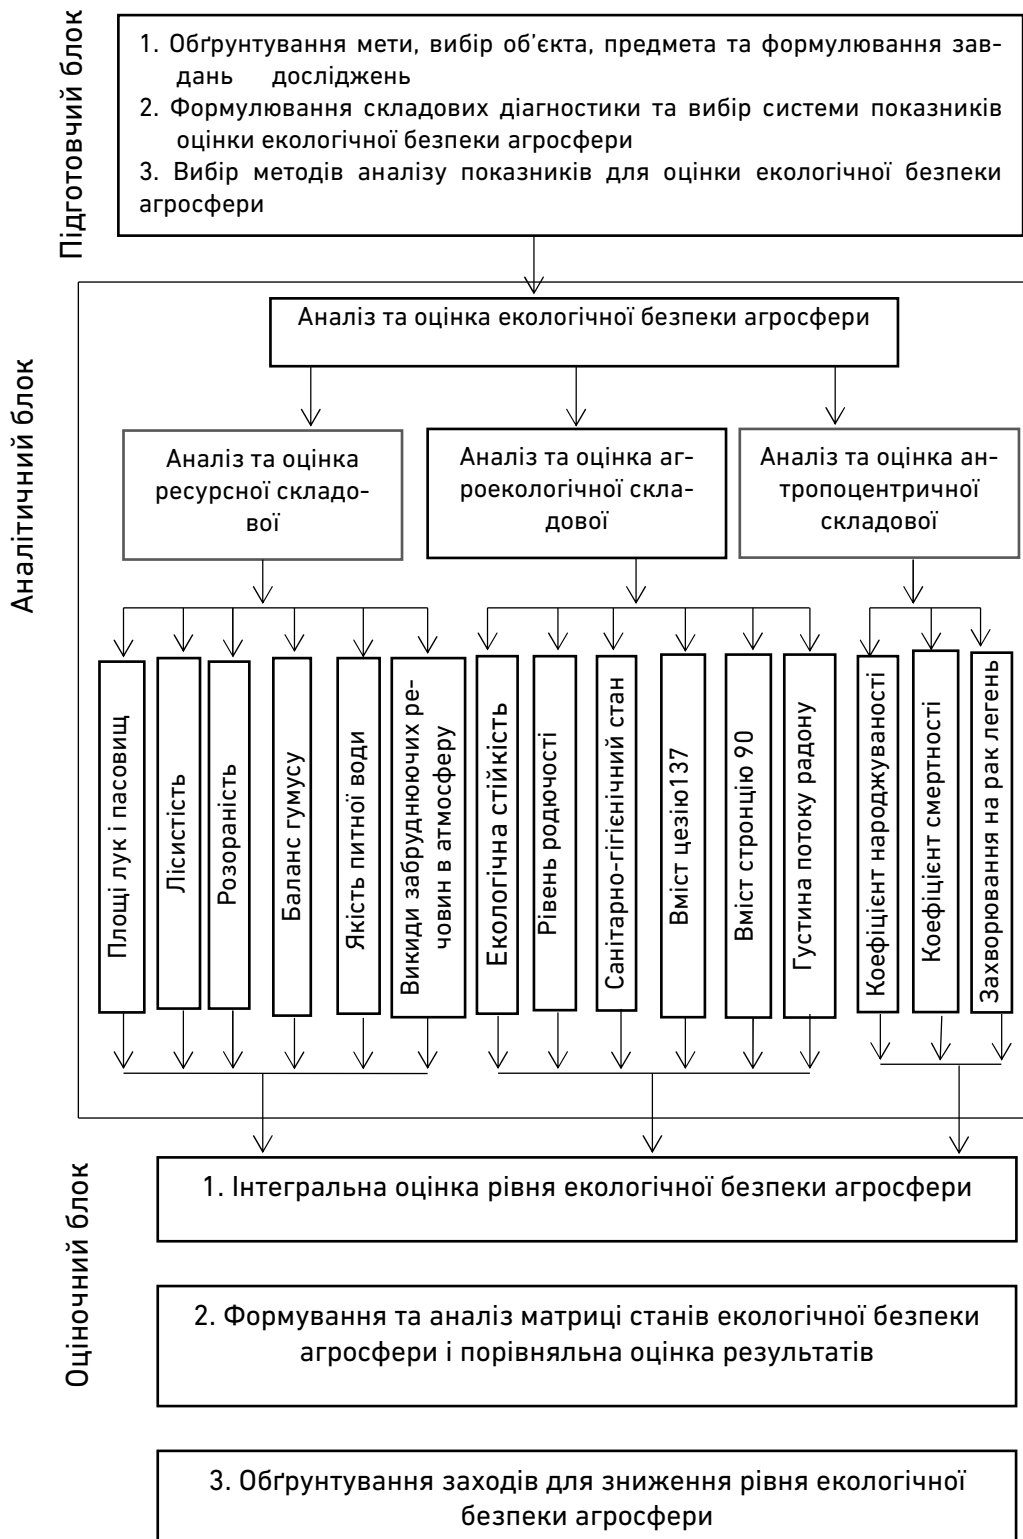 Підготовчий блок
1. Обґрунтування мети, вибір об’єкта, предмета та формулювання зав-
дань досліджень
2. Формулювання складових діагностики та вибір системи показників
оцінки екологічної безпеки агросфери
3. Вибір методів аналізу показників для оцінки екологічної безпеки
агросфери
Аналітичний блок
Аналіз та оцінка екологічної безпеки агросфери
Аналіз та оцінка
ресурсної складо-
вої
Аналіз та оцінка аг-
роекологічної скла-
дової
Аналіз та оцінка ан-
тропоцентричної
складової
Площі лук і пасовищ
Лісистість
Розораність
Баланс гумусу
Якість питної води
Викиди забруднюючих ре-
човин в атмосферу
Екологічна стійкість
Рівень родючості
Санітарно-гігієнічний стан
Вміст цезію137
Вміст стронцію 90
Густина потоку радону
Коефіцієнт народжуваності
Коефіцієнт смертності
Захворювання на рак легень
Оціночний блок
1. Інтегральна оцінка рівня екологічної безпеки агросфери
2. Формування та аналіз матриці станів екологічної безпеки
агросфери і порівняльна оцінка результатів
3. Обґрунтування заходів для зниження рівня екологічної
безпеки агросфери